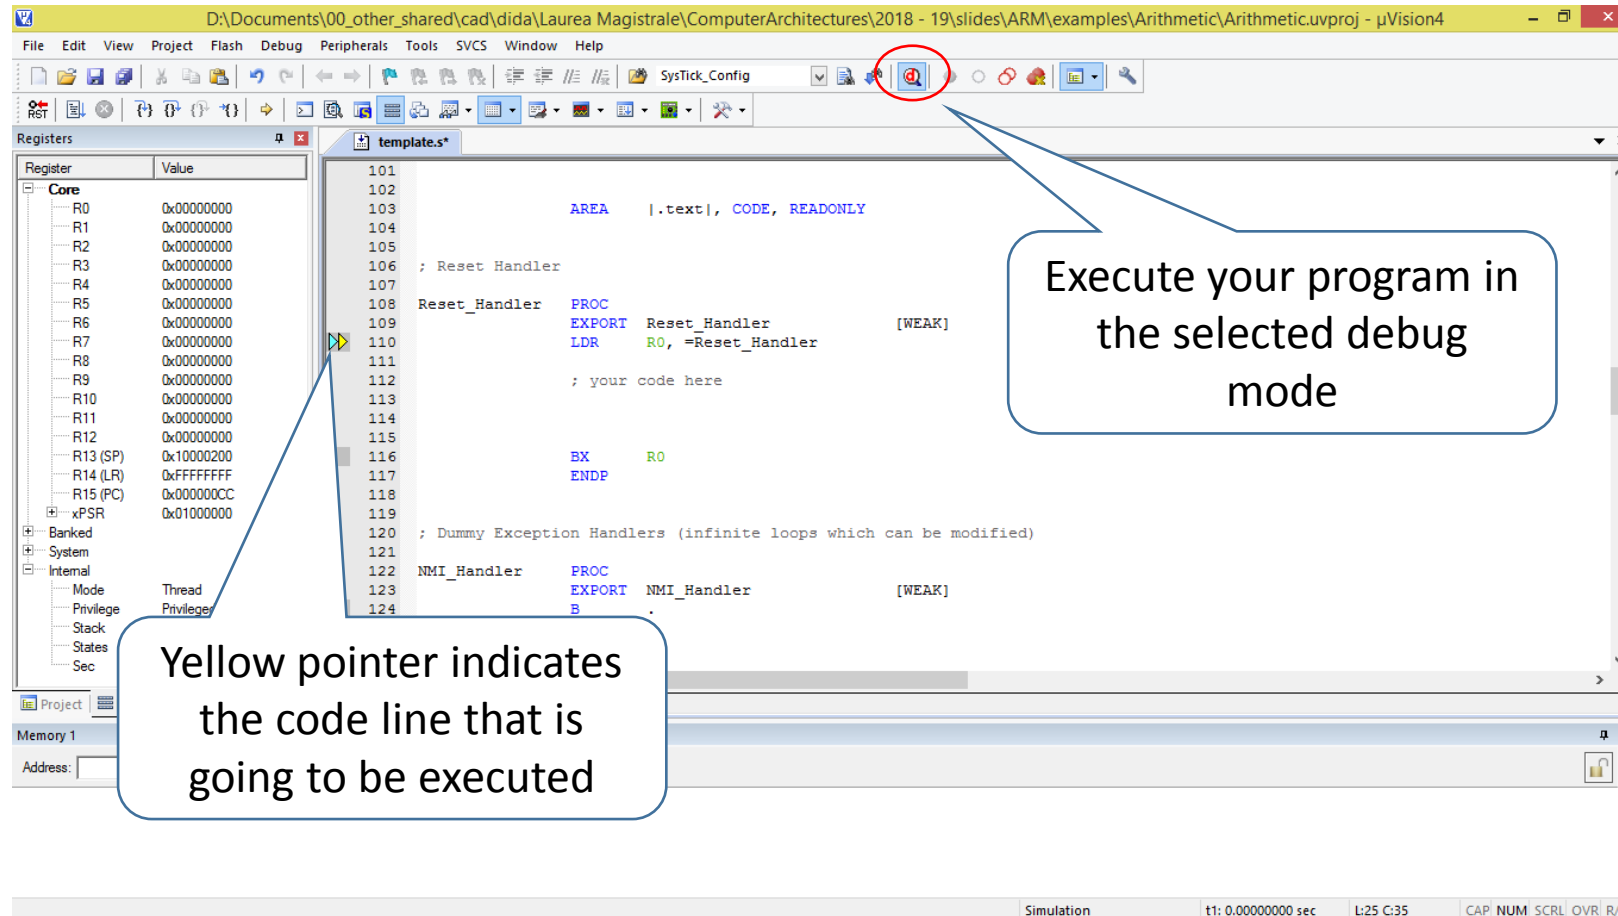 D:\Documents\00_other_shared\cad\dida\Laurea Magistrale\ComputerArchitectures\2018 - 19\slides\ARM\examples\Arithmetic\Arithmetic.uvproj - µVision4
File Edit View Project Flash Debug Peripherals Tools SVCS Window Help
SysTick_Config
RST
Registers
template.s*
Register Value
Core
R0 0x00000000
R1 0x00000000
R2 0x00000000
R3 0x00000000
R4 0x00000000
R5 0x00000000
R6 0x00000000
R7 0x00000000
R8 0x00000000
R9 0x00000000
R10 0x00000000
R11 0x00000000
R12 0x00000000
R13 (SP) 0x10000200
R14 (LR) 0xFFFFFFFF
R15 (PC) 0x000000CC
xPSR 0x01000000
Banked
System
Internal
Mode Thread
Privilege Privileged
Stack
States
Sec
101
102
103 AREA |.text|, CODE, READONLY
104
105
106 ; Reset Handler
107
108 Reset_Handler PROC
109 EXPORT Reset_Handler [WEAK]
110 LDR R0, =Reset_Handler
111
112 ; your code here
113
114
115
116 BX R0
117 ENDP
118
119
120 ; Dummy Exception Handlers (infinite loops which can be modified)
121
122 NMI_Handler PROC
123 EXPORT NMI_Handler [WEAK]
124 B .
Execute your program in
the selected debug
mode
Yellow pointer indicates
the code line that is
going to be executed
Project
Memory 1
Address:
Simulation t1: 0.00000000 sec L:25 C:35 CAP NUM SCRL OVR R/